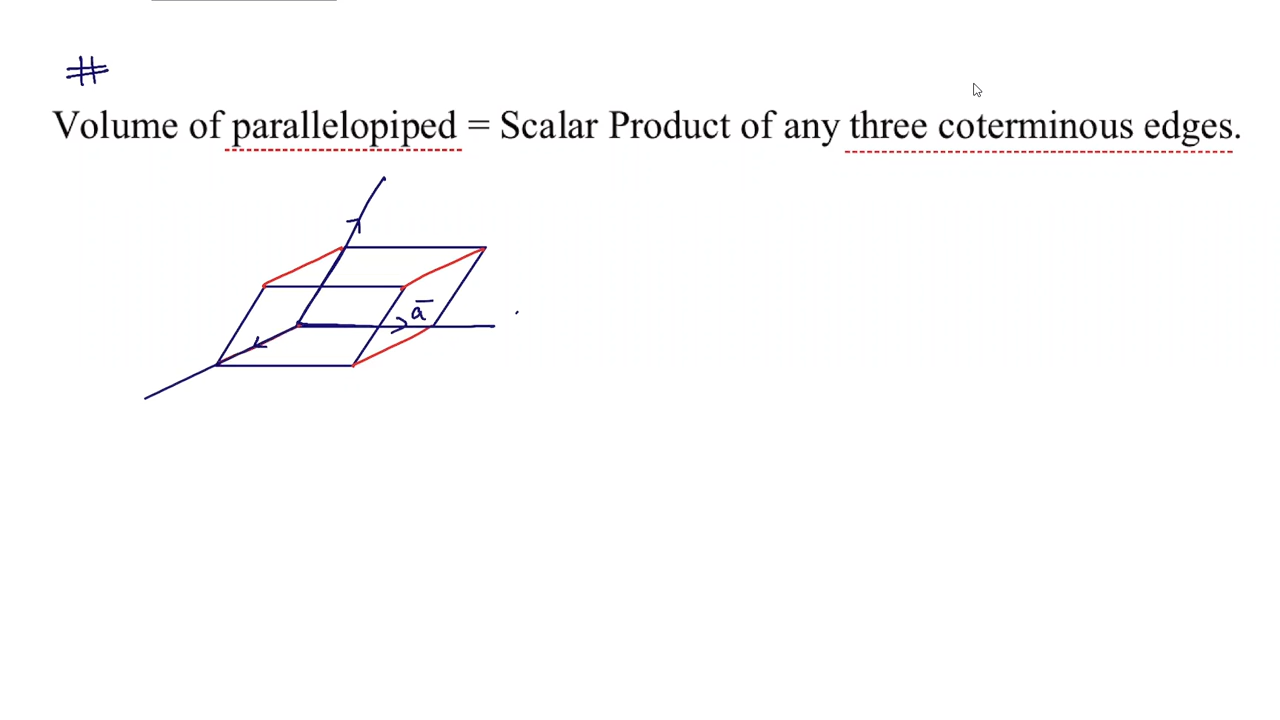 #
Volume of parallelopiped = Scalar Product of any three coterminous edges.
a̅